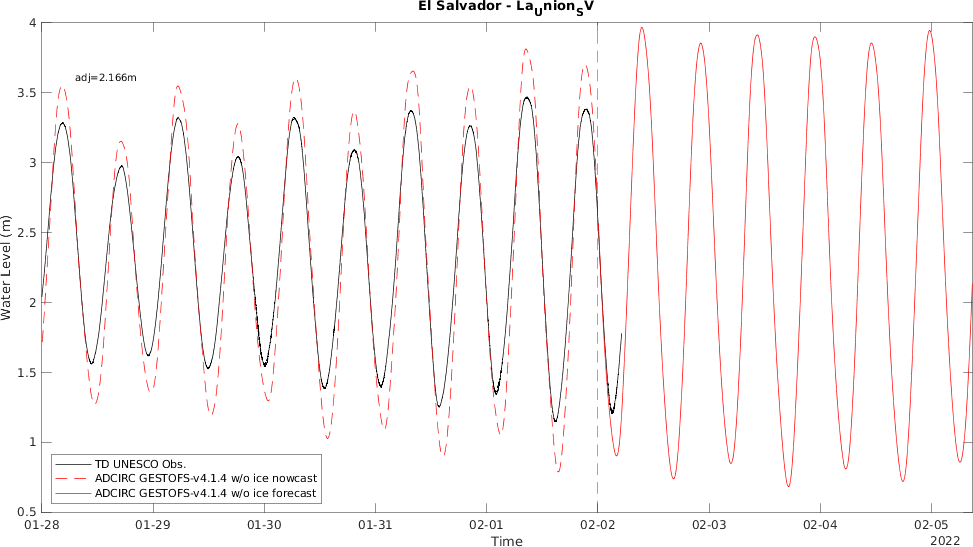 El Salvador - LaUnionSV
adj=2.166m
4
3.5
3
2.5
2
1.5
1
0.5
Water Level (m)
TD UNESCO Obs.
ADCIRC GESTOFS-v4.1.4 w/o ice nowcast
ADCIRC GESTOFS-v4.1.4 w/o ice forecast
01-28 01-29 01-30 01-31 02-01 02-02 02-03 02-04 02-05
Time
2022